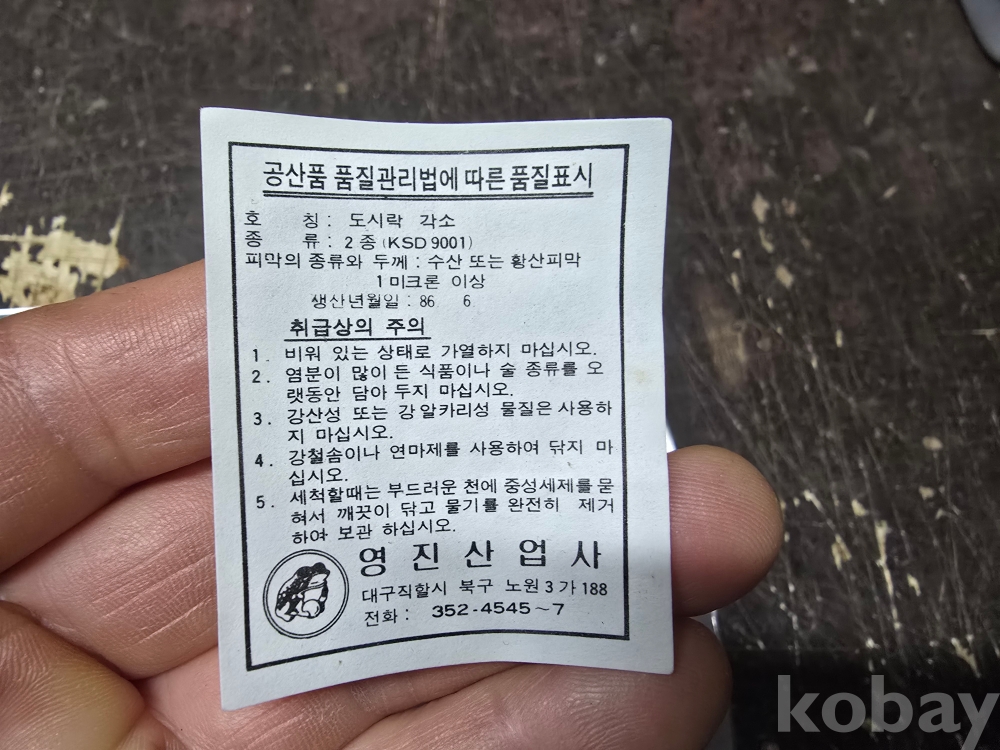 공산품 품질관리법에 따른 품질표시
호 칭 : 도시락 각소
종 류 : 2 종 (KSD 9001)
피막의 종류와 두께 : 수산 또는 황산피막
1 미크론 이상
생산년월일 : 86 6
취급상의 주의
1. 비워 있는 상태로 가열하지 마십시오.
2. 염분이 많이 든 식품이나 술 종류를 오
랫동안 담아 두지 마십시오.
3. 강산성 또는 강알카리성 물질은 사용하
지 마십시오.
4. 강철솜이나 연마제를 사용하여 닦지 마
십시오.
5. 세척할때는 부드러운 천에 중성세제를 묻
혀서 깨끗이 닦고 물기를 완전히 제거
하여 보관 하십시오.
영진산업사
대구직할시 북구 노원 3 가 188
전화 : 352-4545~7
kobay